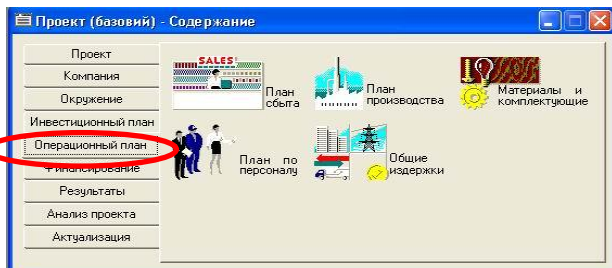 Проект (базовый) - Содержание
Проект
Компания
Окружение
Инвестиционный план
Операционный план
Финансирование
Результаты
Анализ проекта
Актуализация
SALES!
План
сбыта
План
производства
Материалы и
комплектующие
План по
персоналу
Общие
издержки